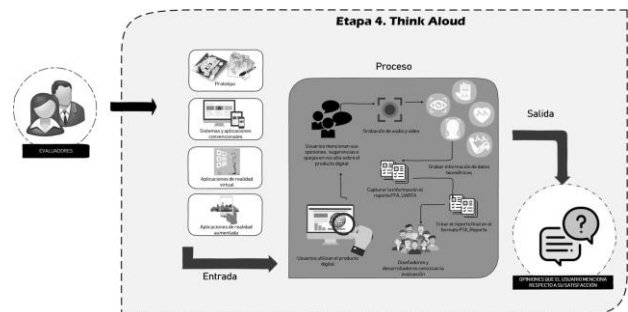 Etapa 4. Think Aloud
EVALUADORES
Prototipo
Sistemas y aplicaciones
convencionales
Aplicaciones de realidad
virtual
Aplicaciones de realidad
aumentada
Entrada
Proceso
Usuarios mencionan sus
opiniones, sugerencias o
quejas en voz alta sobre el
producto digital
Grabación de audio y video
Grabar información de datos
biométricos
Capturar la información el
Crear el reporte final en el
formato PTA_Reporte
Usuarios utilizan el producto
digital
Diseñadores y
desarrolladores conocen la
evaluación
Salida
OPINIONES QUE EL USUARIO MENCIONA
RESPECTO A SU SATISFACCIÓN